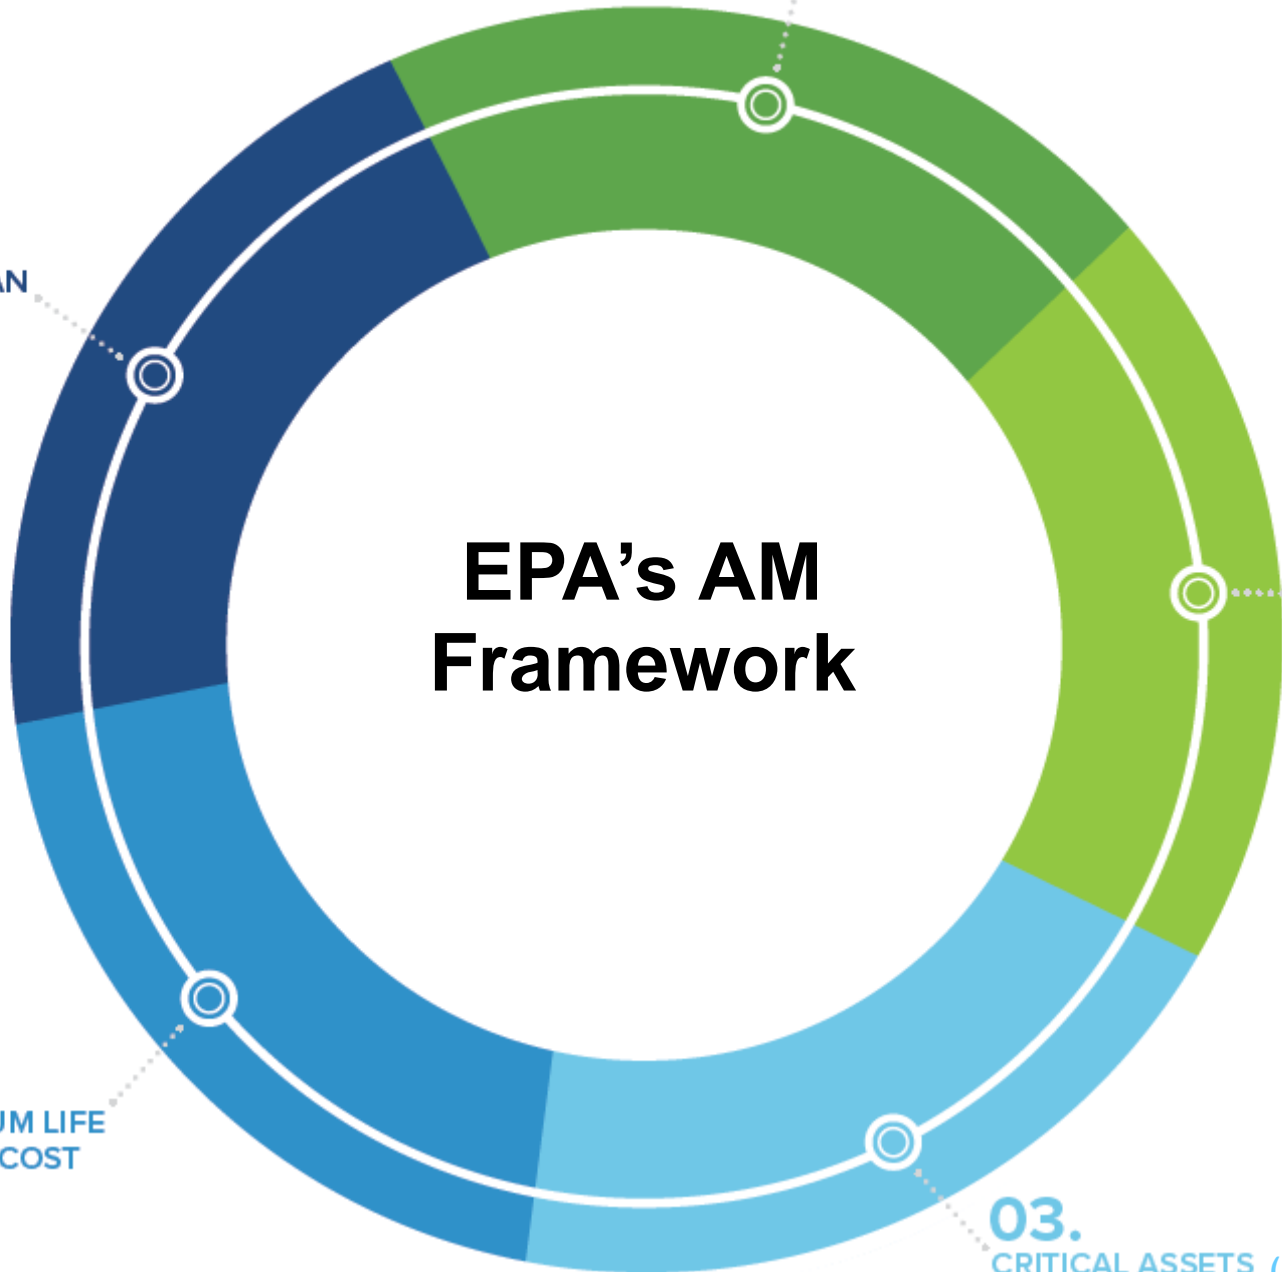 AN
EPA’s AM
Framework
UM LIFE
COST
03.
CRITICAL ASSETS (